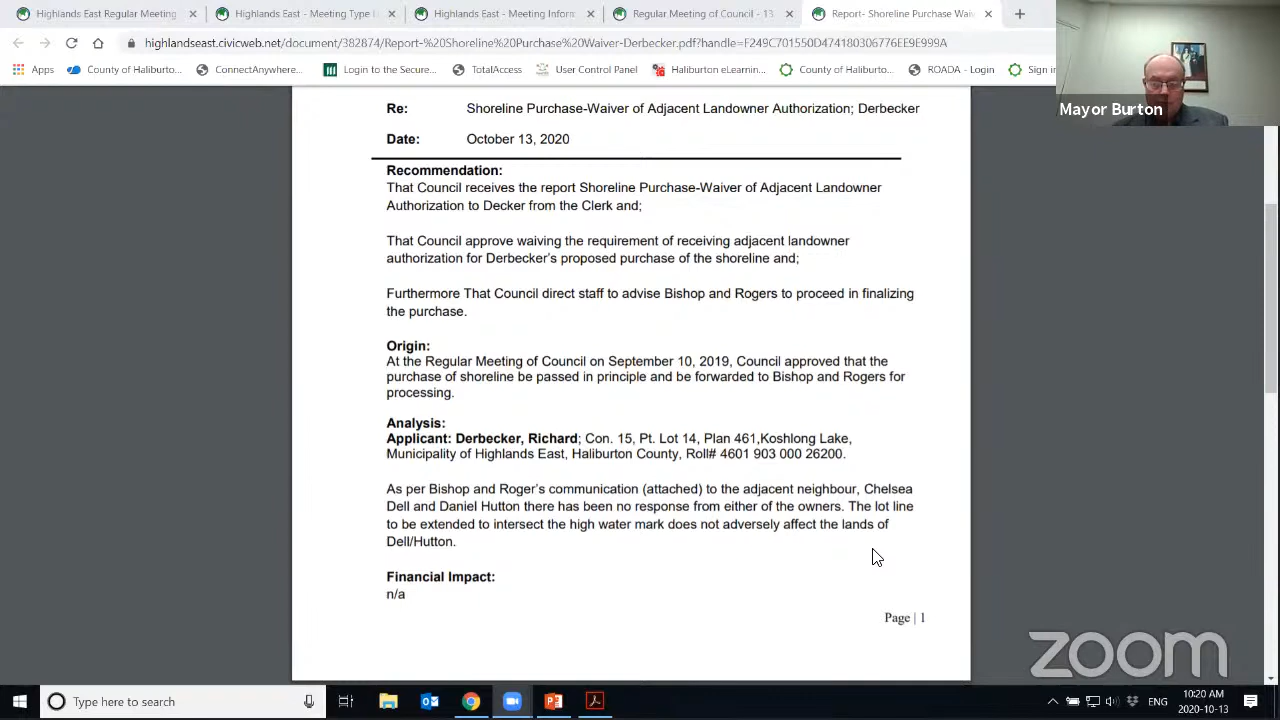 Highlands East Regular Meeting
Highlands East - Meeting Type
Highlands East - Meeting Inform
Regular Meeting of Council - 13
Report- Shoreline Purchase Wai
highlandseast.civicweb.net/document/382874/Report-%20Shoreline%20Purchase%20Waiver-Derbecker.pdf?handle=F249C701550D474180306776EE9E999A
Apps
County of Haliburto...
ConnectAnywhere...
Login to the Secure...
TotalAccess
User Control Panel
Haliburton eLearnin...
County of Haliburto...
ROADA - Login
Sign in
Mayor Burton
Re: Shoreline Purchase-Waiver of Adjacent Landowner Authorization; Derbecker
Date: October 13, 2020
Recommendation:
That Council receives the report Shoreline Purchase-Waiver of Adjacent Landowner
Authorization to Decker from the Clerk and;
That Council approve waiving the requirement of receiving adjacent landowner
authorization for Derbecker's proposed purchase of the shoreline and;
Furthermore That Council direct staff to advise Bishop and Rogers to proceed in finalizing
the purchase.
Origin:
At the Regular Meeting of Council on September 10, 2019, Council approved that the
purchase of shoreline be passed in principle and be forwarded to Bishop and Rogers for
processing.
Analysis:
Applicant: Derbecker, Richard; Con. 15, Pt. Lot 14, Plan 461,Koshlong Lake,
Municipality of Highlands East, Haliburton County, Roll# 4601 903 000 26200.
As per Bishop and Roger's communication (attached) to the adjacent neighbour, Chelsea
Dell and Daniel Hutton there has been no response from either of the owners. The lot line
to be extended to intersect the high water mark does not adversely affect the lands of
Dell/Hutton.
Financial Impact:
n/a
Page | 1
zoom
Type here to search
ENG
10:20 AM
2020-10-13